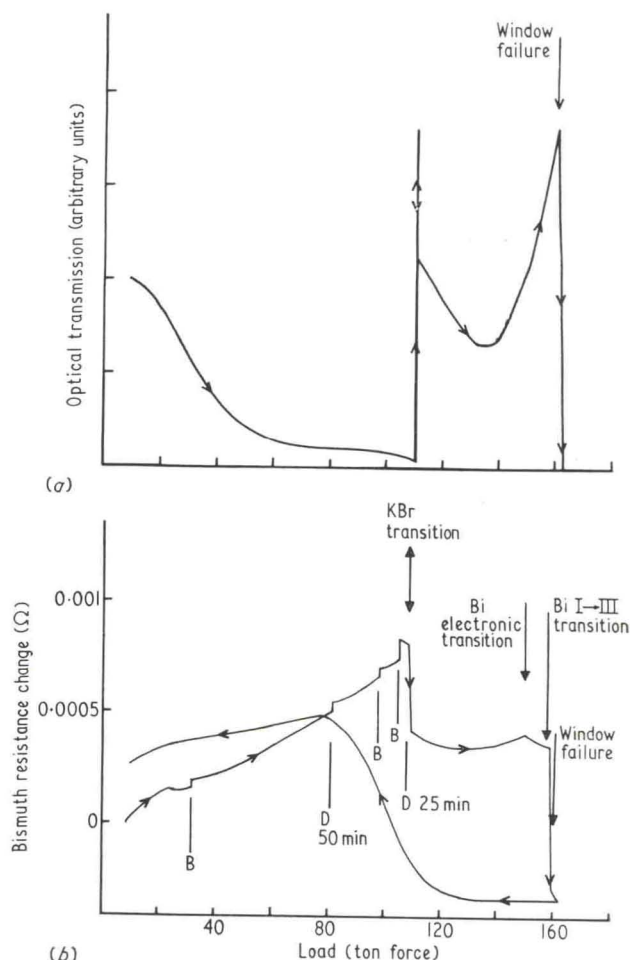 Window
failure
Optical transmission (arbitrary units)
(a)
KBr
transition
Bi
electronic
transition
Bi I→III
transition
Window
failure
Bismuth resistance change (Ω)
0·001
0·0005
0
B
D
50 min
B
B
D 25 min
40
80
120
160
Load (ton force)
(b)